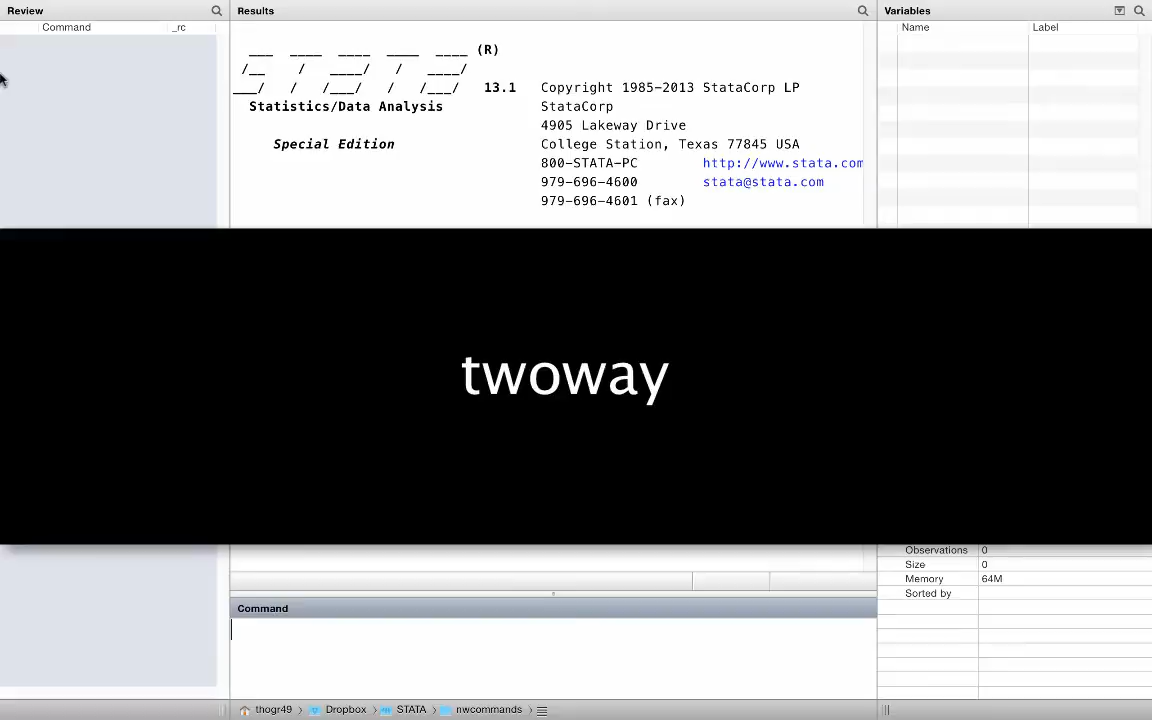 Review
Command _rc
Results
(R)
13.1 Copyright 1985-2013 StataCorp LP
Statistics/Data Analysis StataCorp
4905 Lakeway Drive
Special Edition College Station, Texas 77845 USA
800-STATA-PC http://www.stata.com
979-696-4600 stata@stata.com
979-696-4601 (fax)
Variables
Name Label
twoway
Observations 0
Size 0
Memory 64M
Sorted by
Command
thogr49 Dropbox STATA nwcommands